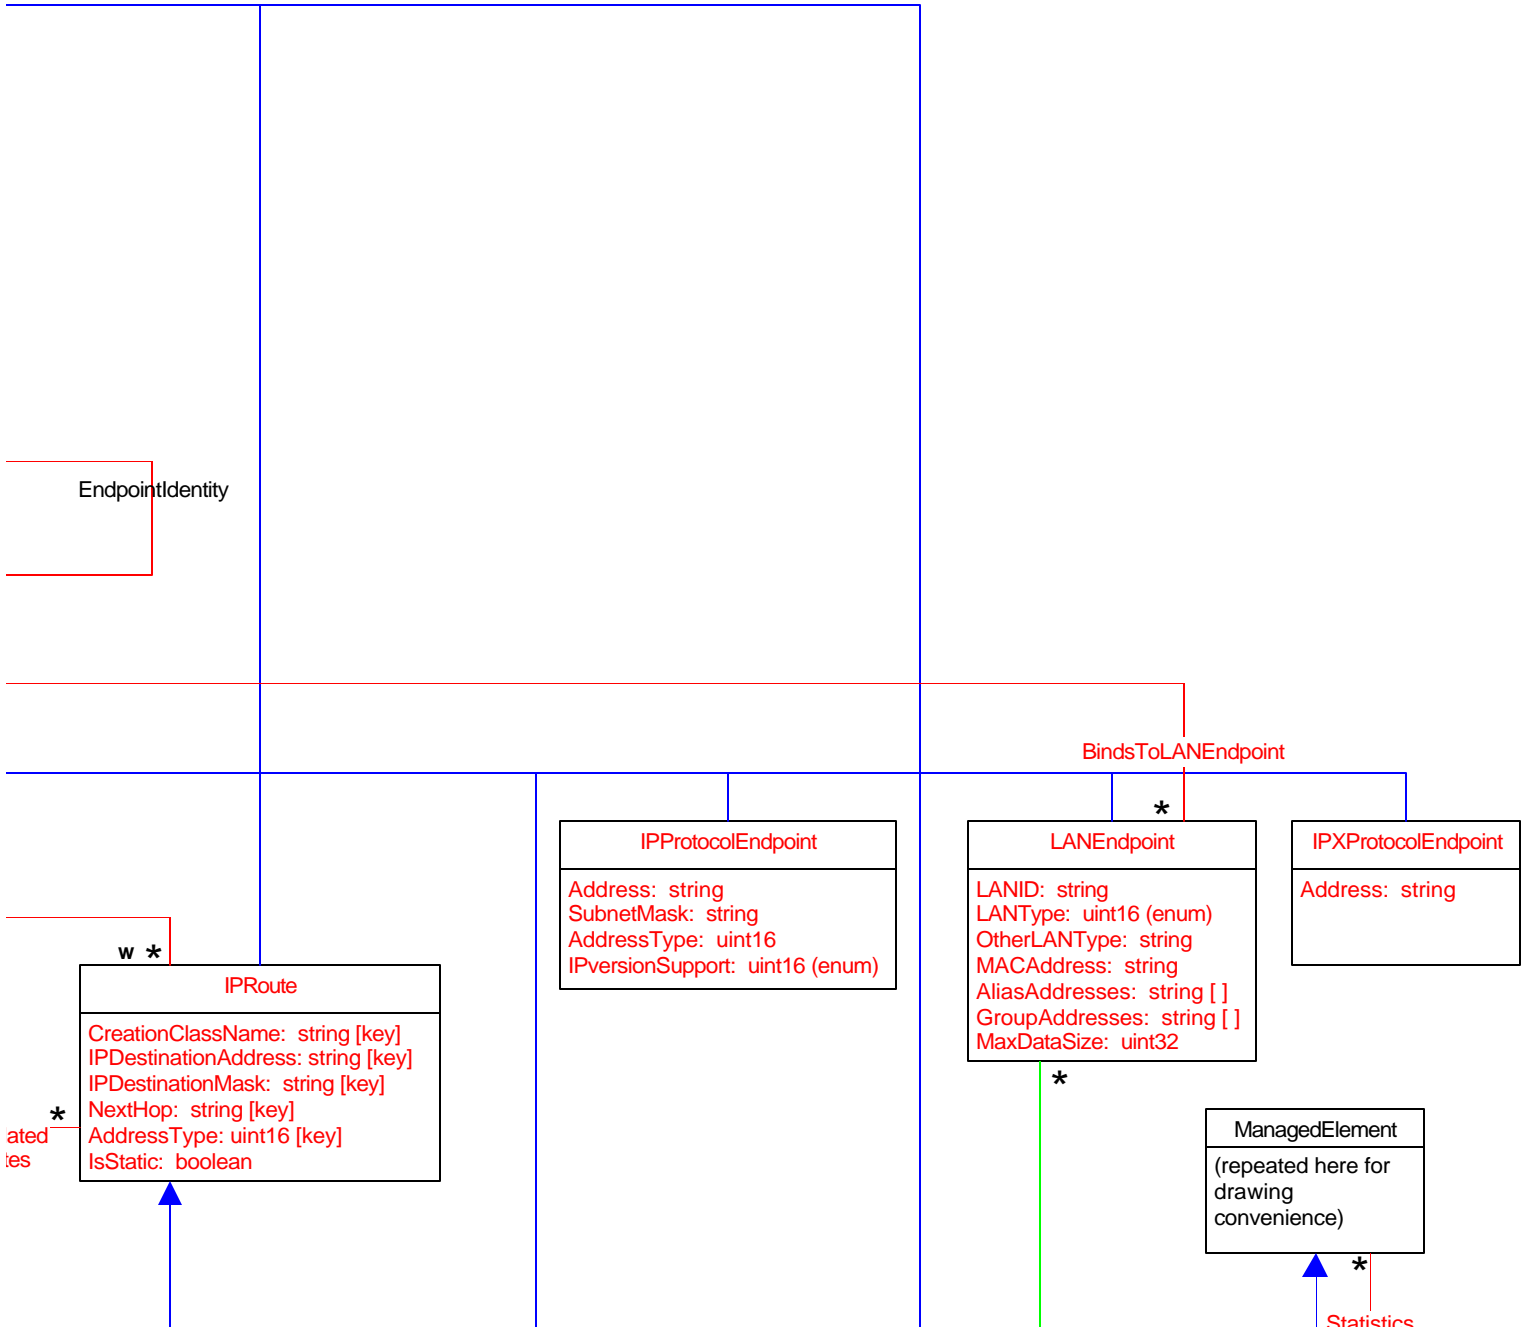 EndpointIdentity
BindsToLANEndpoint
*
IPProtocolEndpoint
Address: string
SubnetMask: string
AddressType: uint16
IPversionSupport: uint16 (enum)
LANEndpoint
LANID: string
LANType: uint16 (enum)
OtherLANType: string
MACAddress: string
AliasAddresses: string [ ]
GroupAddresses: string [ ]
MaxDataSize: uint32
*
IPXProtocolEndpoint
Address: string
w *
IPRoute
CreationClassName: string [key]
IPDestinationAddress: string [key]
IPDestinationMask: string [key]
NextHop: string [key]
AddressType: uint16 [key]
IsStatic: boolean
*
ated
tes
ManagedElement
(repeated here for
drawing
convenience)
*
Statistics